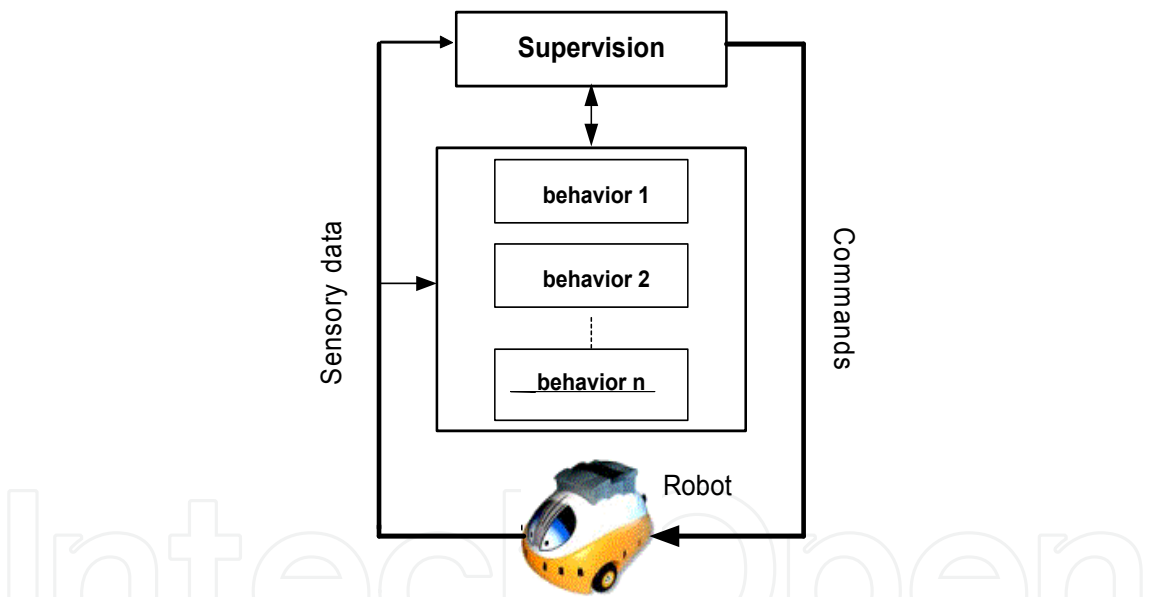 Supervision
behavior 1
behavior 2
behavior n
Sensory data
Commands
Robot
IntechOpen